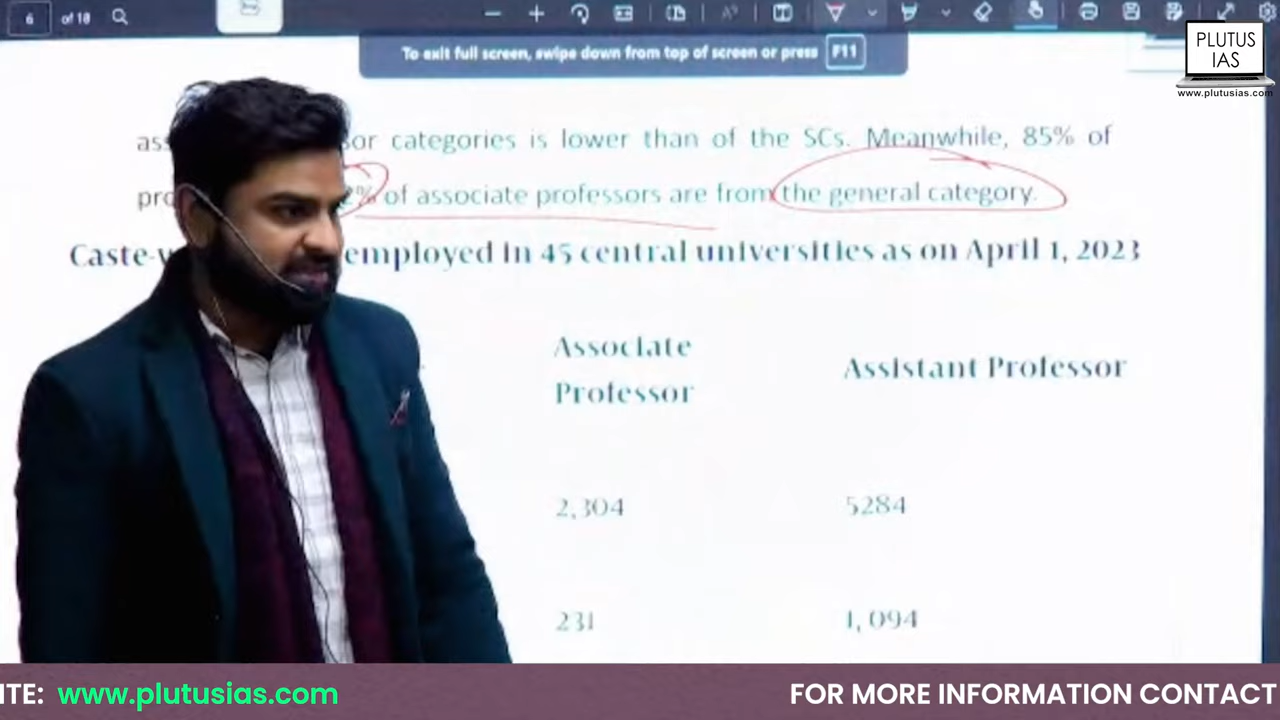 6 of 18
To exit full screen, swipe down from top of screen or press F11
PLUTUS
IAS
www.plutusias.com
or categories is lower than of the SCs. Meanwhile, 85% of
% of associate professors are from the general category.
employed in 45 central universities as on April 1, 2023
Associate
Professor
Assistant Professor
2,304 5284
231 1, 094
ITE: www.plutusias.com FOR MORE INFORMATION CONTACT